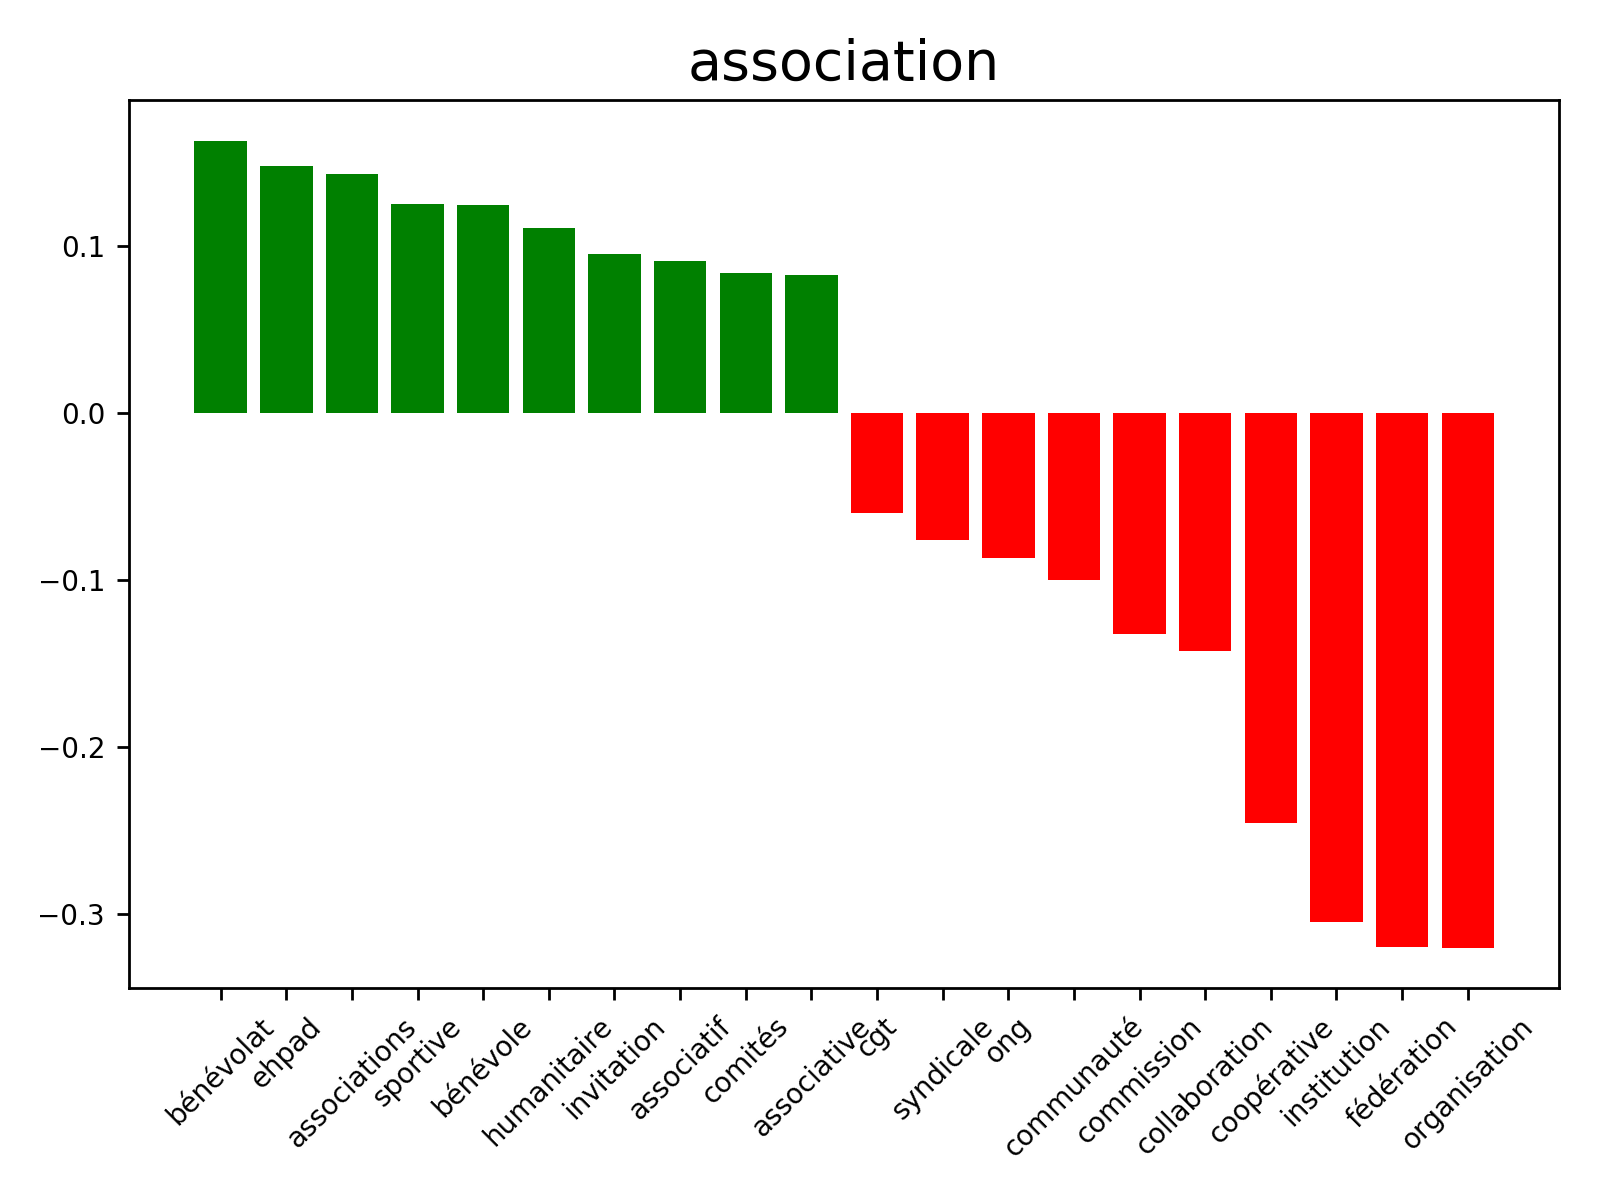 association
0.1
0.0
−0.1
−0.2
−0.3
bénévolat
ehpad
associations
sportive
bénévole
humanitaire
invitation
associatif
comités
associative
cgt
syndicale
ong
communauté
commission
collaboration
coopérative
institution
fédération
organisation